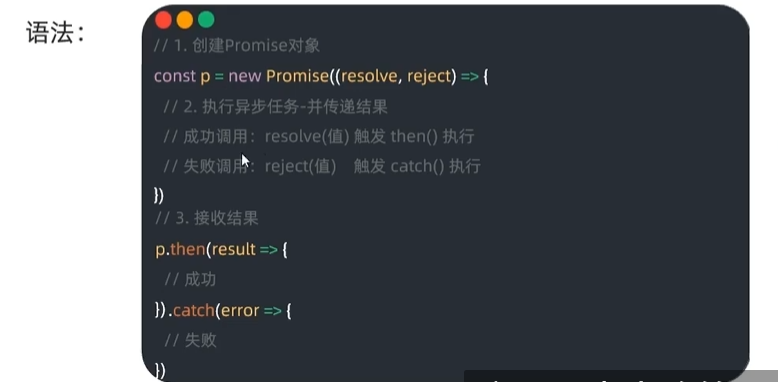 语法：
// 1. 创建Promise对象
const p = new Promise((resolve, reject) => {
  // 2. 执行异步任务-并传递结果
  // 成功调用：resolve(值) 触发 then() 执行
  // 失败调用：reject(值)    触发 catch() 执行
})
// 3. 接收结果
p.then(result => {
  // 成功
}).catch(error => {
  // 失败
})